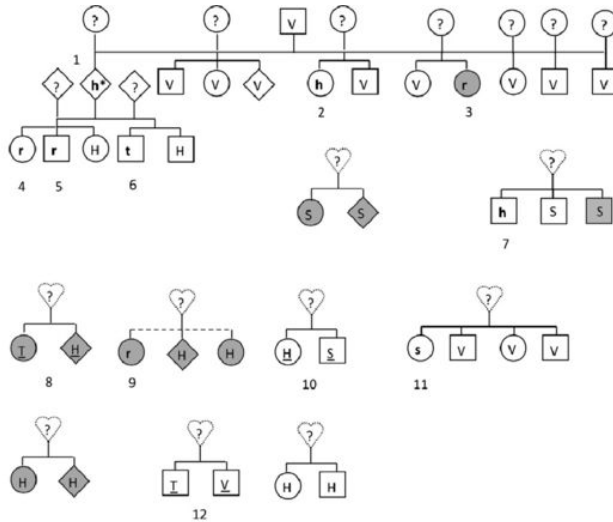 ? ? V ? ? ? ? ?
1
? h* ? V V V h V V r V V V
2 3
r r H t H
4 5 6
? ?
S S h S S
7
? ? ? ?
T H r H H H S s V V V
8 9 10 11
? ? ?
H H T V H H
12